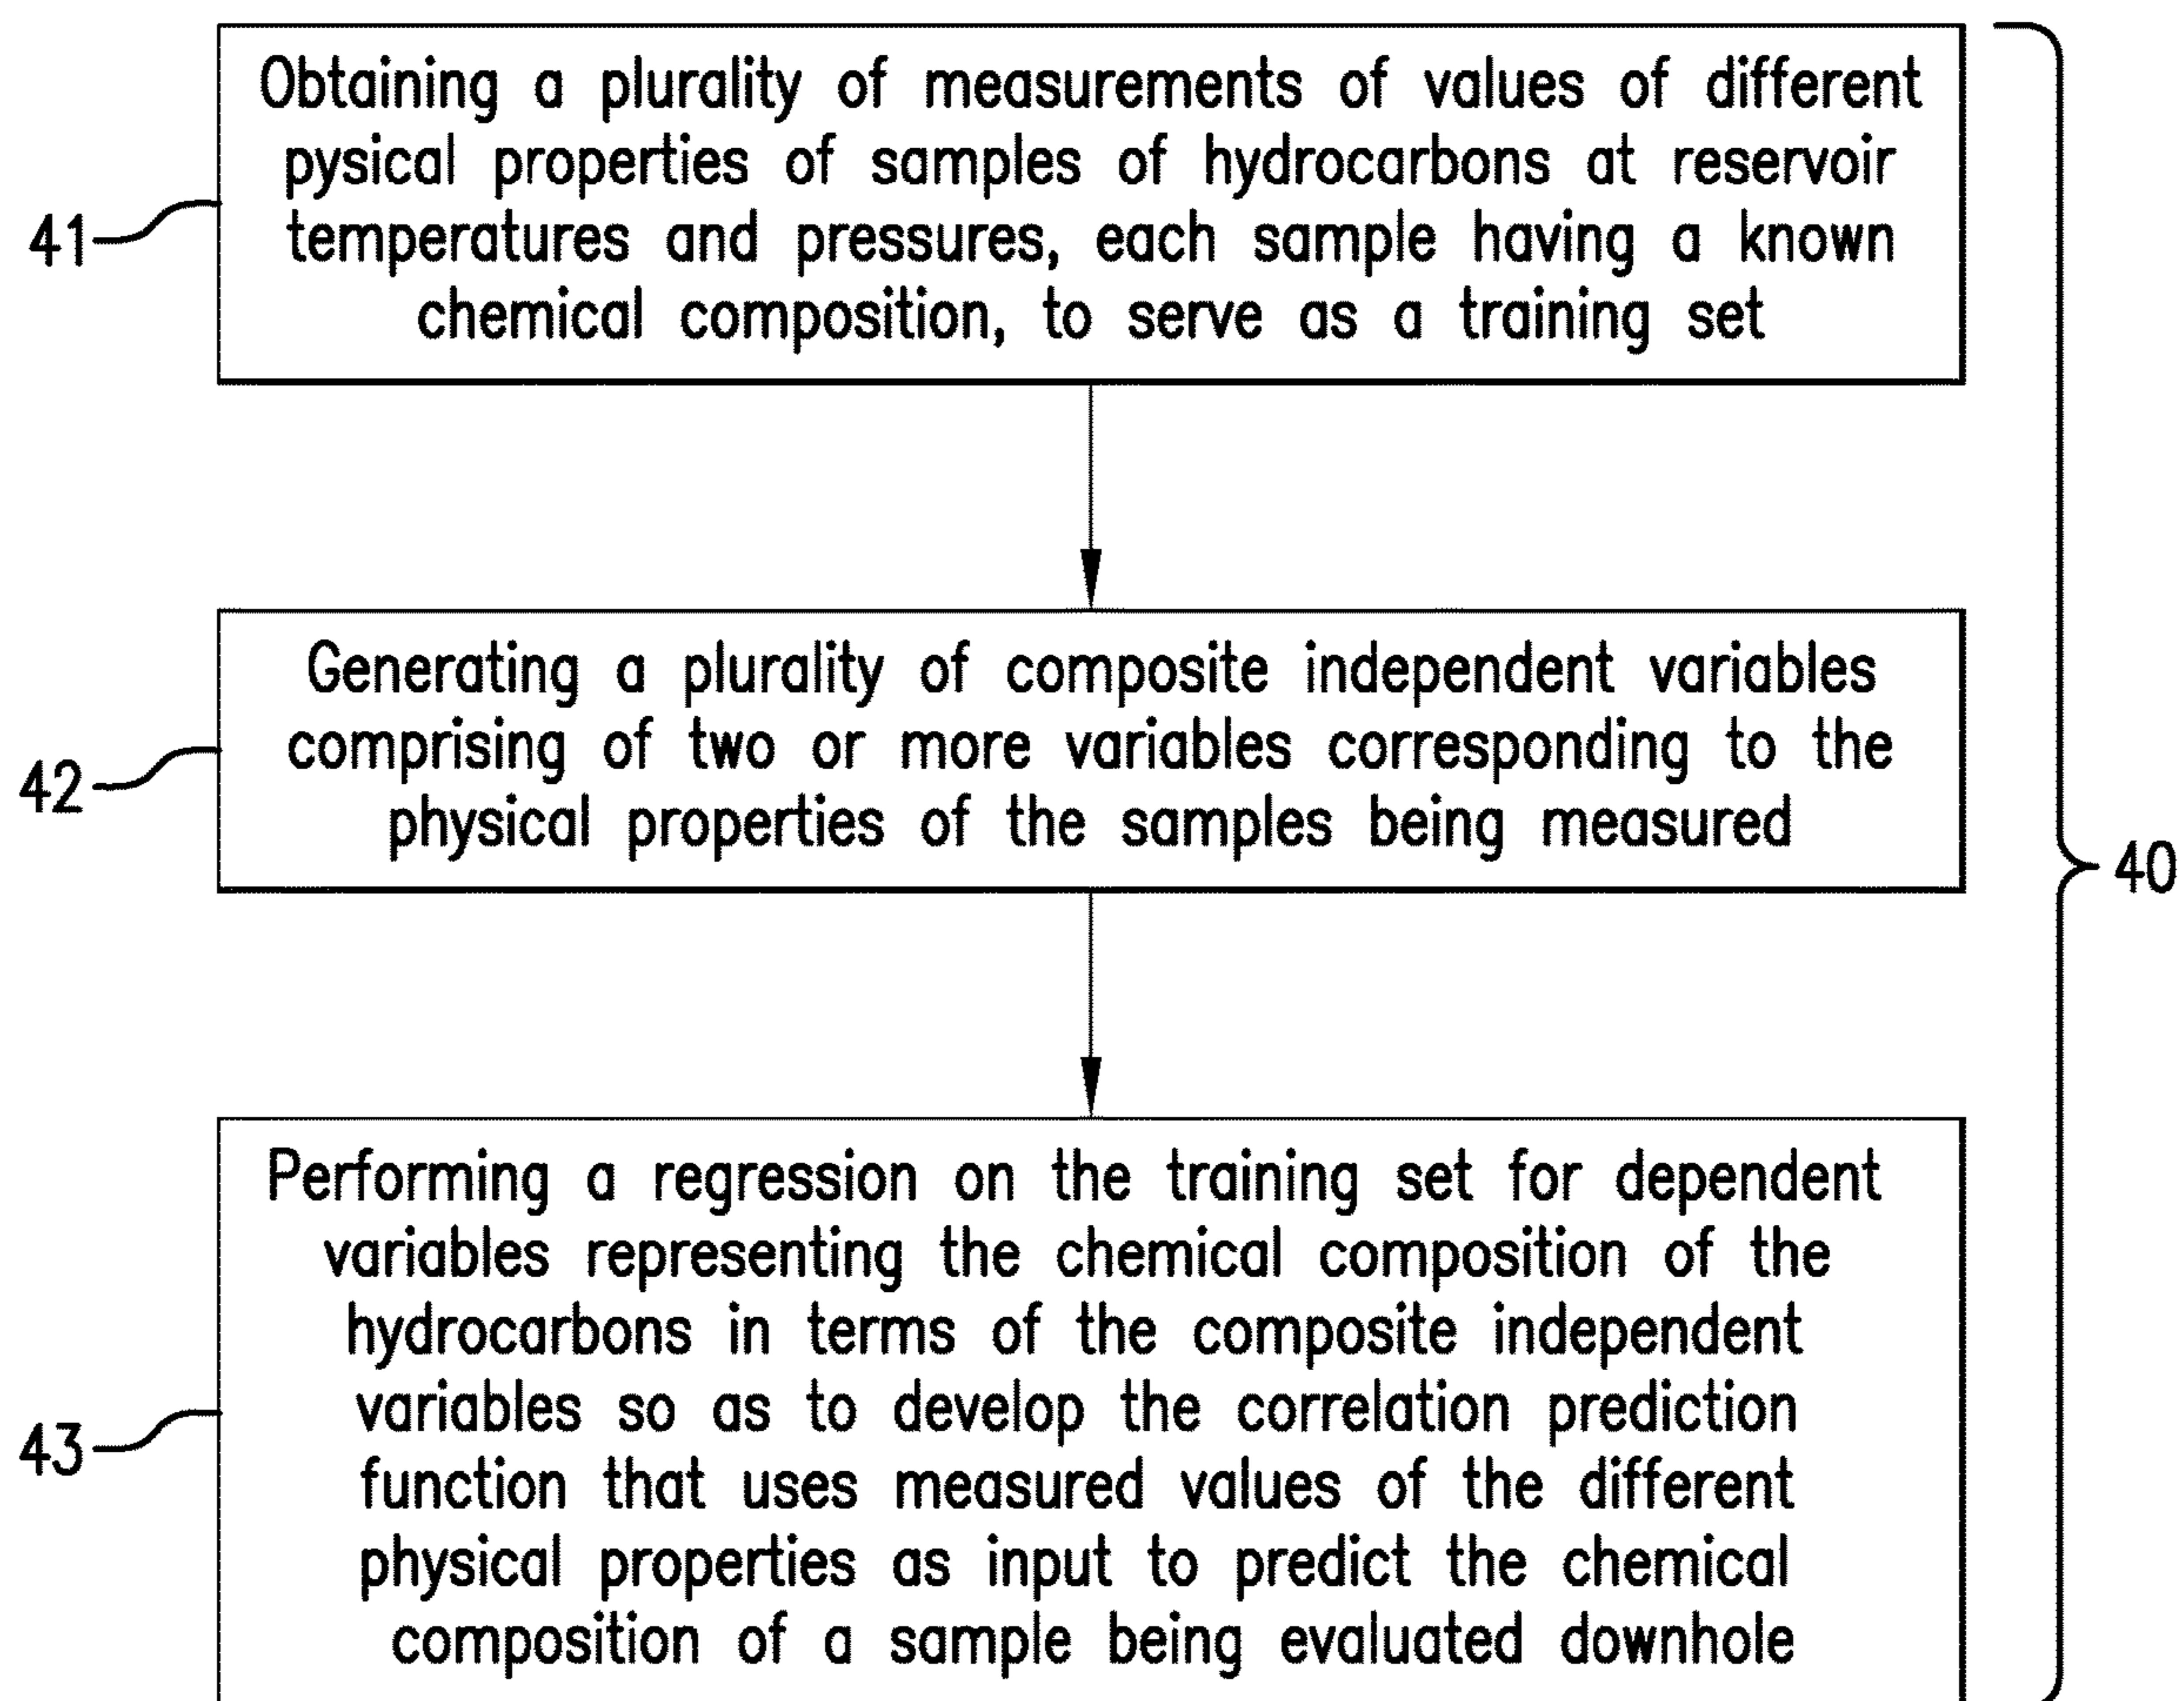 Obtaining a plurality of measurements of values of different
pysical properties of samples of hydrocarbons at reservoir
temperatures and pressures, each sample having a known
chemical composition, to serve as a training set
41
Generating a plurality of composite independent variables
comprising of two or more variables corresponding to the
physical properties of the samples being measured
42
40
Performing a regression on the training set for dependent
variables representing the chemical composition of the
hydrocarbons in terms of the composite independent
variables so as to develop the correlation prediction
function that uses measured values of the different
physical properties as input to predict the chemical
composition of a sample being evaluated downhole
43